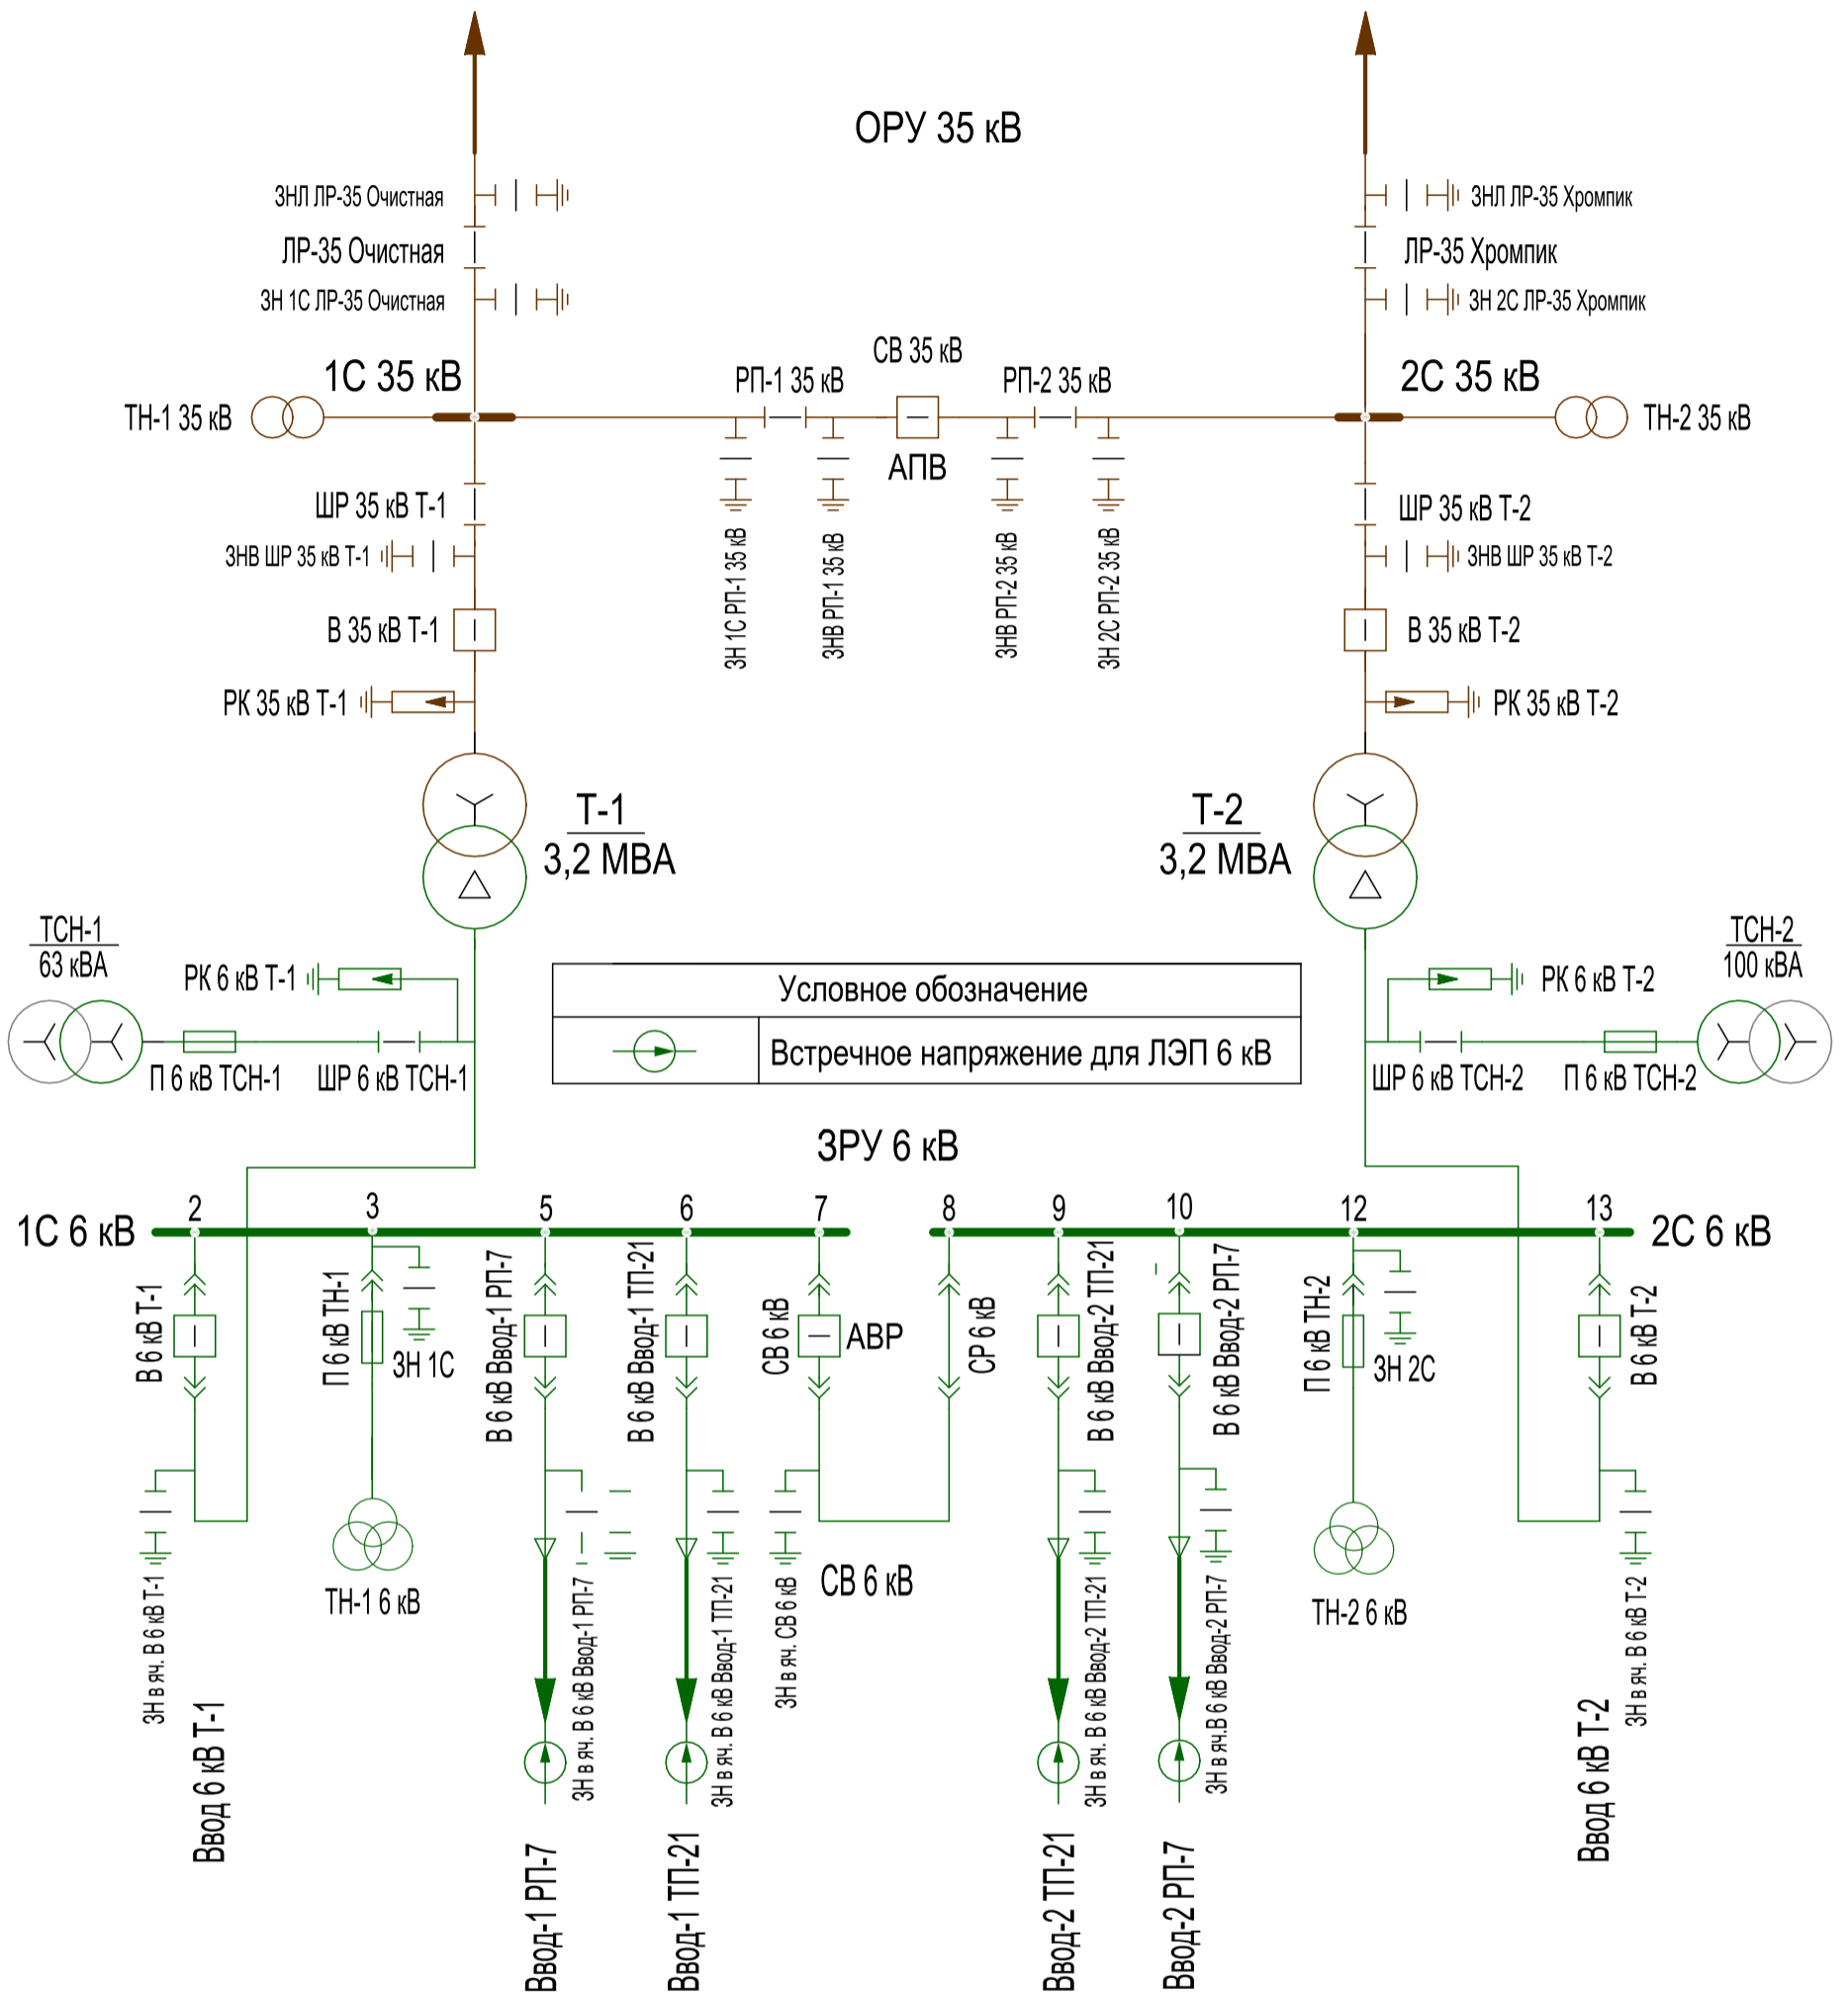 ОРУ 35 кВ
ЗНЛ ЛР-35 Очистная
ЗНЛ ЛР-35 Хромпик
ЛР-35 Очистная
ЛР-35 Хромпик
ЗН 1С ЛР-35 Очистная
ЗН 2С ЛР-35 Хромпик
СВ 35 кВ
1С 35 кВ
РП-1 35 кВ
РП-2 35 кВ
2С 35 кВ
ТН-1 35 кВ
ТН-2 35 кВ
АПВ
ШР 35 кВ Т-1
ШР 35 кВ Т-2
ЗНВ ШР 35 кВ Т-1
ЗН 1С РП-1 35 кВ
ЗНВ РП-1 35 кВ
ЗНВ РП-2 35 кВ
ЗН 2С РП-2 35 кВ
ЗНВ ШР 35 кВ Т-2
В 35 кВ Т-1
В 35 кВ Т-2
РК 35 кВ Т-1
РК 35 кВ Т-2
Т-1
3,2 МВА
Т-2
3,2 МВА
ТСН-1
63 кВА
ТСН-2
100 кВА
РК 6 кВ Т-1
РК 6 кВ Т-2
Условное обозначение
Встречное напряжение для ЛЭП 6 кВ
П 6 кВ ТСН-1
ШР 6 кВ ТСН-1
ШР 6 кВ ТСН-2
П 6 кВ ТСН-2
ЗРУ 6 кВ
1С 6 кВ
2
3
5
6
7
8
9
10
12
13
2С 6 кВ
В 6 кВ Т-1
П 6 кВ ТН-1
ЗН 1С
В 6 кВ Ввод-1 РП-7
В 6 кВ Ввод-1 ТП-21
СВ 6 кВ
АВР
СР 6 кВ
В 6 кВ Ввод-2 ТП-21
В 6 кВ Ввод-2 РП-7
П 6 кВ ТН-2
ЗН 2С
В 6 кВ Т-2
ЗН в яч. В 6 кВ Т-1
ТН-1 6 кВ
ЗН в яч. В 6 кВ Ввод-1 РП-7
ЗН в яч. В 6 кВ Ввод-1 ТП-21
ЗН в яч. СВ 6 кВ
СВ 6 кВ
ЗН в яч. В 6 кВ Ввод-2 ТП-21
ЗН в яч.В 6 кВ Ввод-2 РП-7
ТН-2 6 кВ
ЗН в яч. В 6 кВ Т-2
Ввод 6 кВ Т-1
Ввод-1 РП-7
Ввод-1 ТП-21
Ввод-2 ТП-21
Ввод-2 РП-7
Ввод 6 кВ Т-2